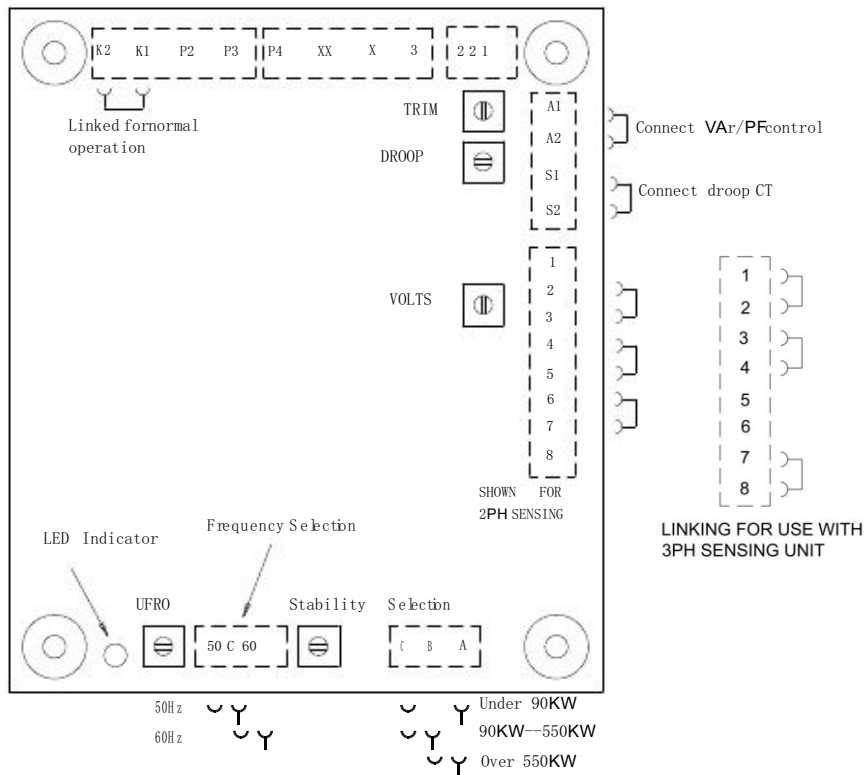 K2 K1 P2 P3 P4 XX X 3 2 2 1
Linked fornormal
operation
TRIM
DROOP
A1
A2
S1
S2
Connect VAr/PFcontrol
Connect droop CT
VOLTS
1
2
3
4
5
6
7
8
SHOWN FOR
2PH SENSING
1
2
3
4
5
6
7
8
LINKING FOR USE WITH
3PH SENSING UNIT
LED Indicator
Frequency Selection
UFRO
Stability Selection
50 C 60
C B A
50Hz
60Hz
Under 90KW
90KW--550KW
Over 550KW